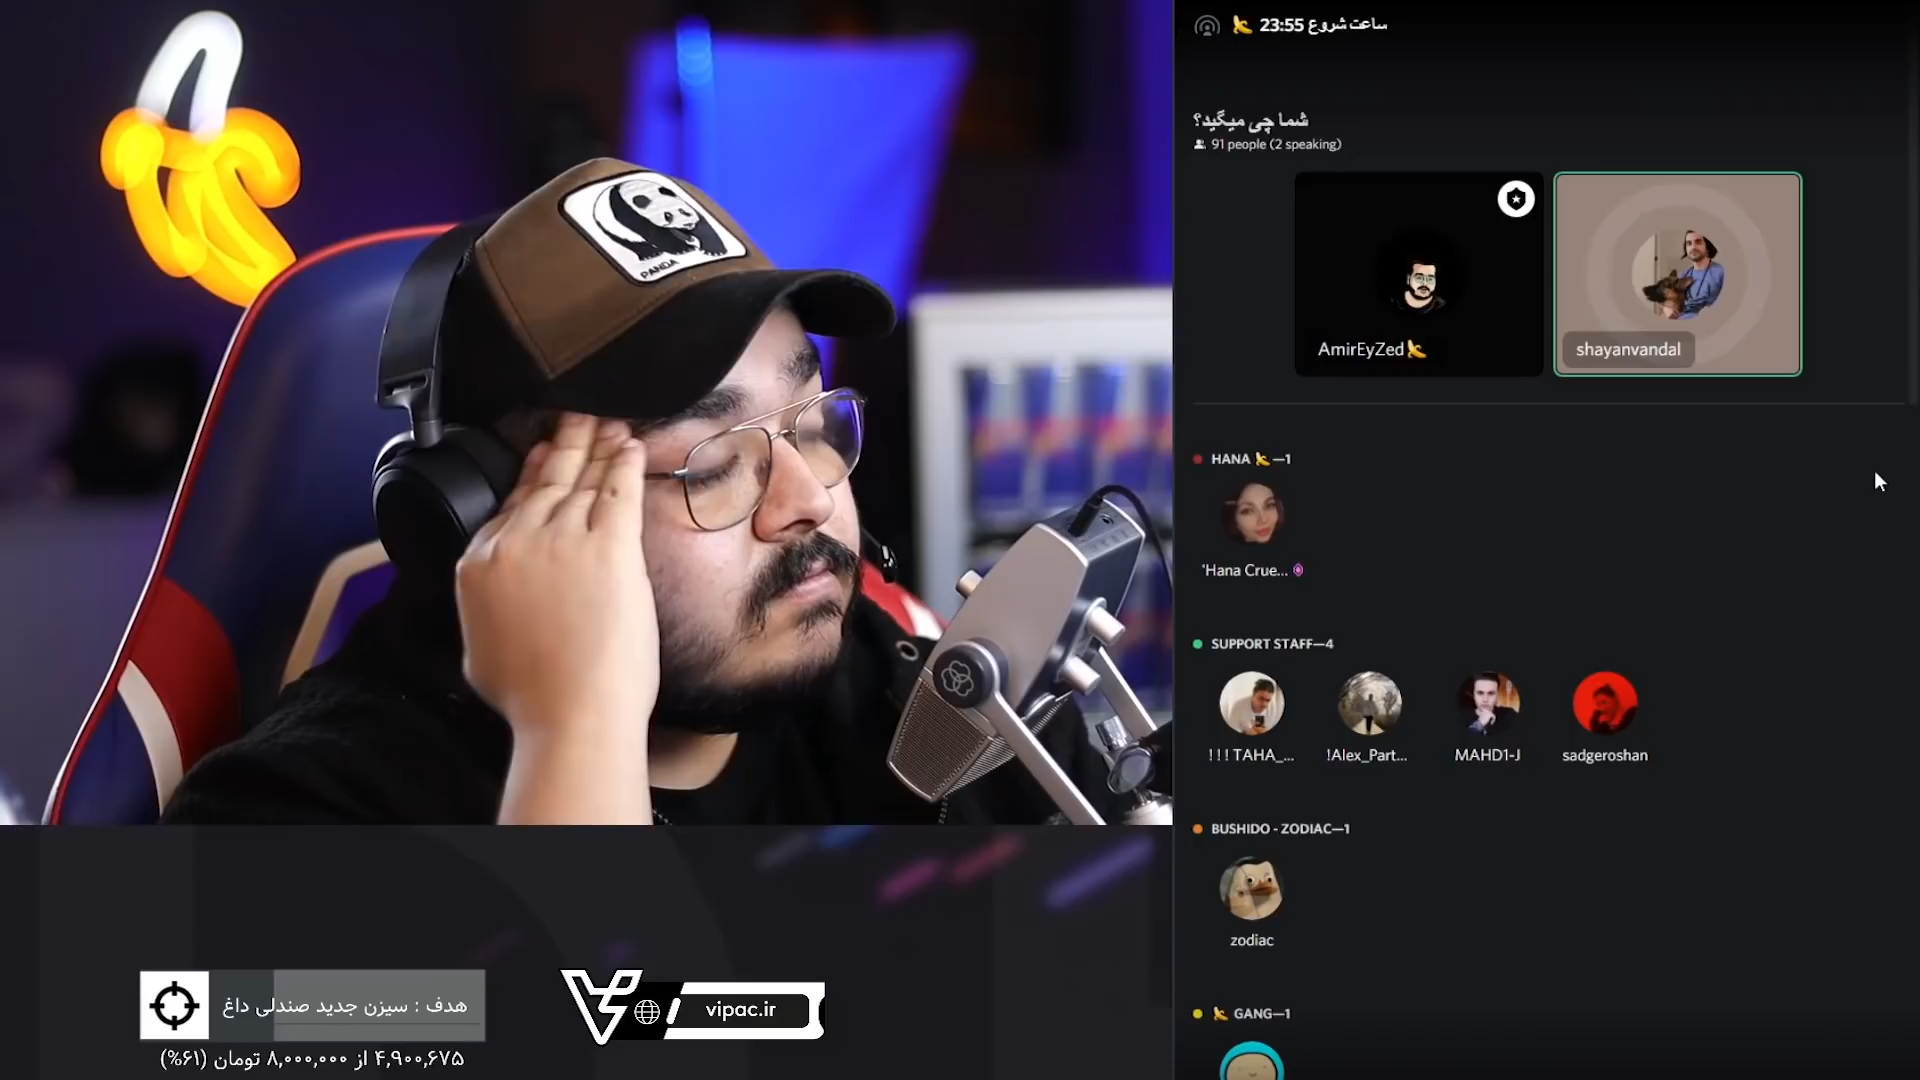 PANDA
ساعت شروع 23:55
شما چی میگید؟
91 people (2 speaking)
AmirEyZed
shayanvandal
HANA —1
'Hana Crue...
SUPPORT STAFF—4
!!! TAHA_...
!Alex_Part...
MAHD1-J
sadgeroshan
BUSHIDO - ZODIAC—1
zodiac
GANG—1
هدف : سیزن جدید صندلی داغ
۴,۹۰۰,۶۷۵ از ۸,۰۰۰,۰۰۰ تومان (۶۱%)
vipac.ir